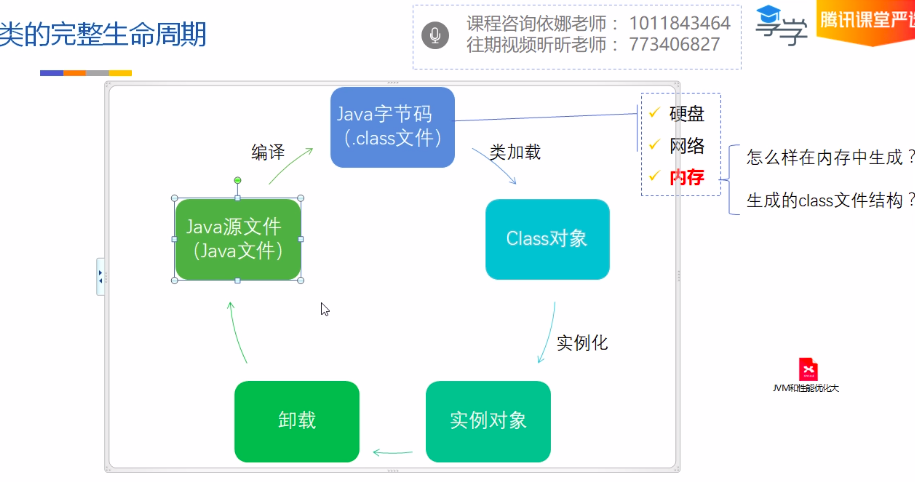 类的完整生命周期
课程咨询依娜老师： 1011843464
往期视频昕昕老师： 773406827
享学
腾讯课堂严选
Java字节码
（.class文件）
硬盘
网络
内存
怎么样在内存中生成？
生成的class文件结构？
编译
类加载
Java源文件
（Java文件）
Class对象
实例化
卸载
实例对象
JVM和性能优化大